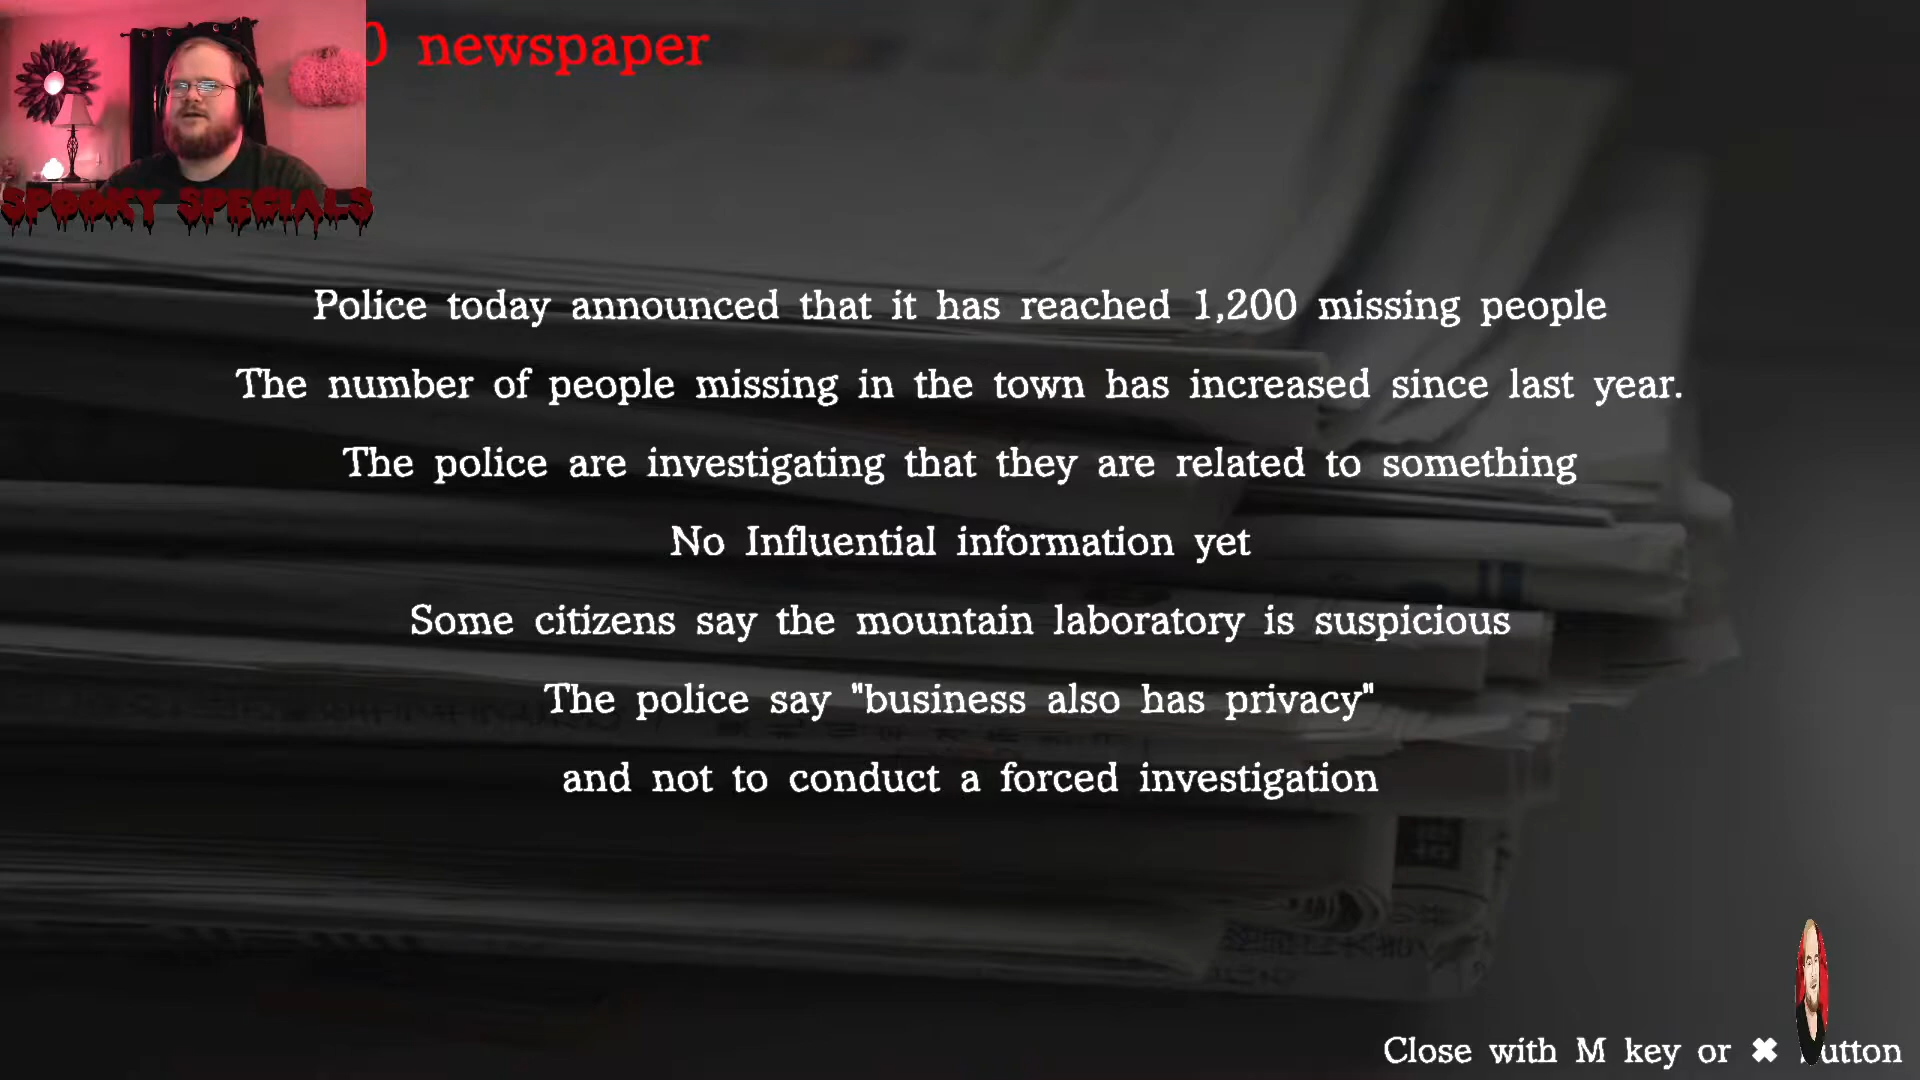 newspaper
SPOOKY SPECIALS
Police today announced that it has reached 1,200 missing people
The number of people missing in the town has increased since last year.
The police are investigating that they are related to something
No Influential information yet
Some citizens say the mountain laboratory is suspicious
The police say "business also has privacy"
and not to conduct a forced investigation
Close with M key or ✖ utton